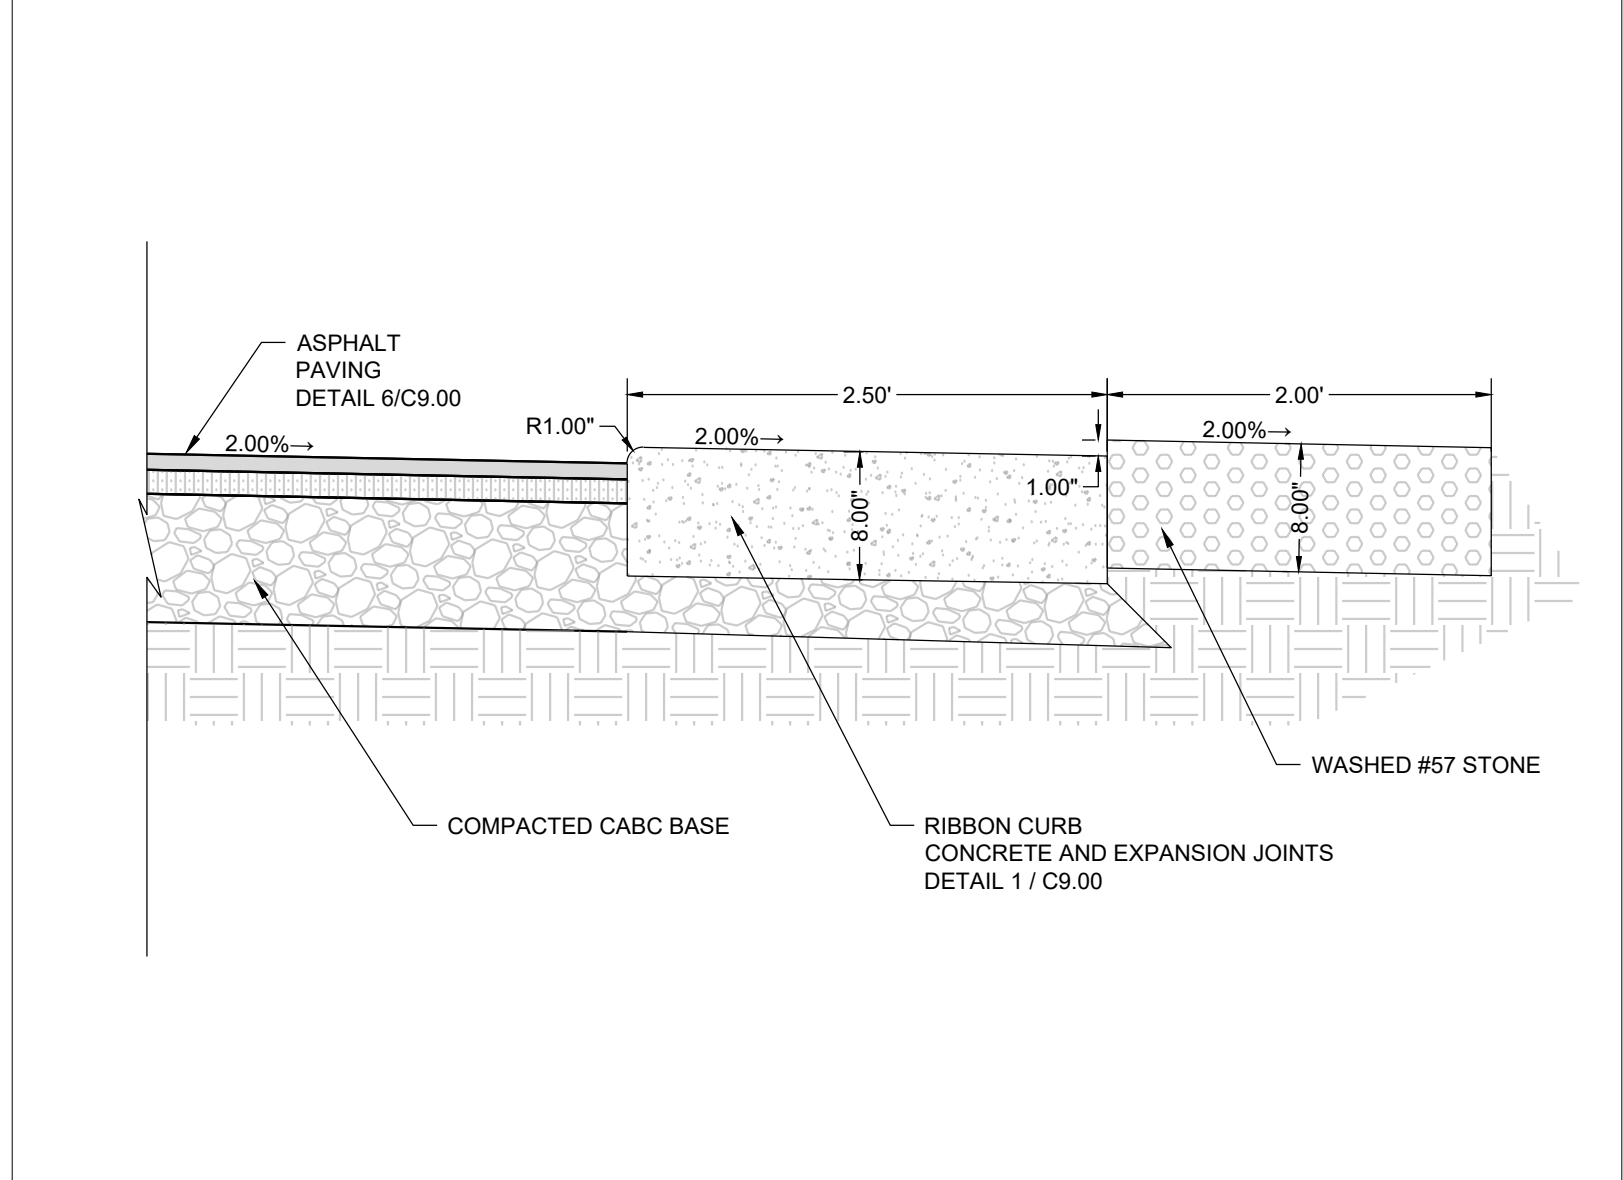 ASPHALT
PAVING
DETAIL 6/C9.00
2.50'
2.00'
R1.00"
2.00%→
2.00%→
2.00%→
1.00"
8.00"
8.00"
WASHED #57 STONE
COMPACTED CABC BASE
RIBBON CURB
CONCRETE AND EXPANSION JOINTS
DETAIL 1 / C9.00